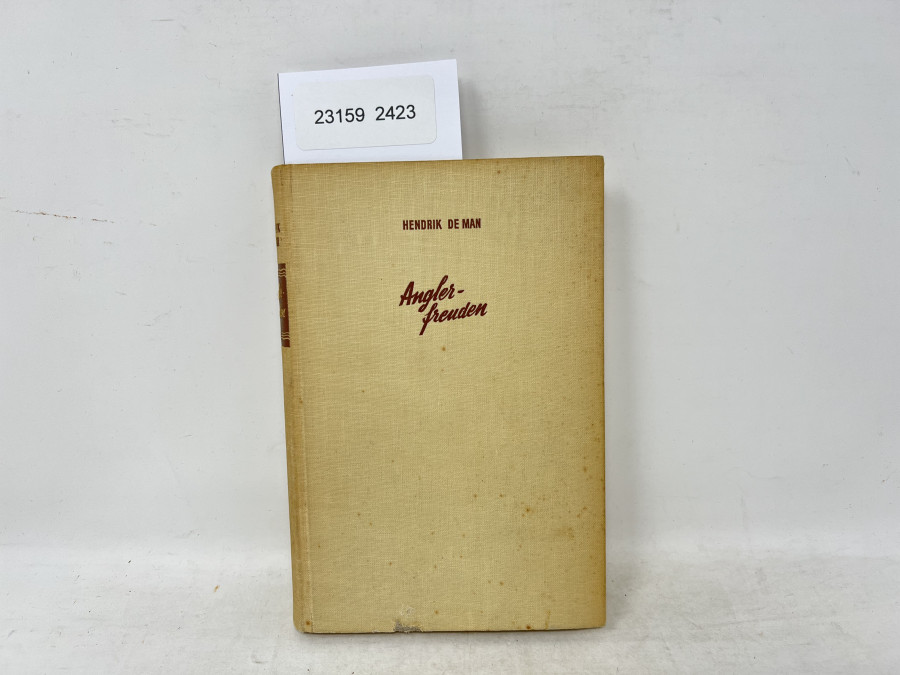 23159 2423
HENDRIK DE MAN
Angler-
freuden